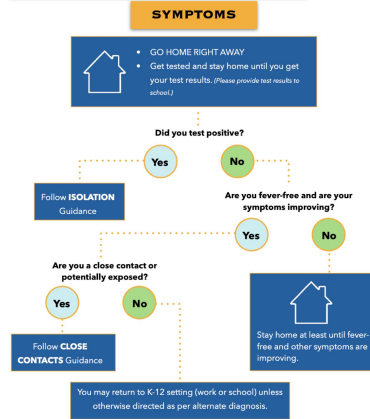 SYMPTOMS
• GO HOME RIGHT AWAY
• Get tested and stay home until you get
your test results. (Please provide test results to
school.)
Did you test positive?
Yes
No
Follow ISOLATION
Guidance
Are you fever-free and are your
symptoms improving?
Yes
No
Are you a close contact or
potentially exposed?
Yes
No
Stay home at least until fever-
free and other symptoms are
improving.
Follow CLOSE
CONTACTS Guidance
You may return to K-12 setting (work or school) unless
otherwise directed as per alternate diagnosis.